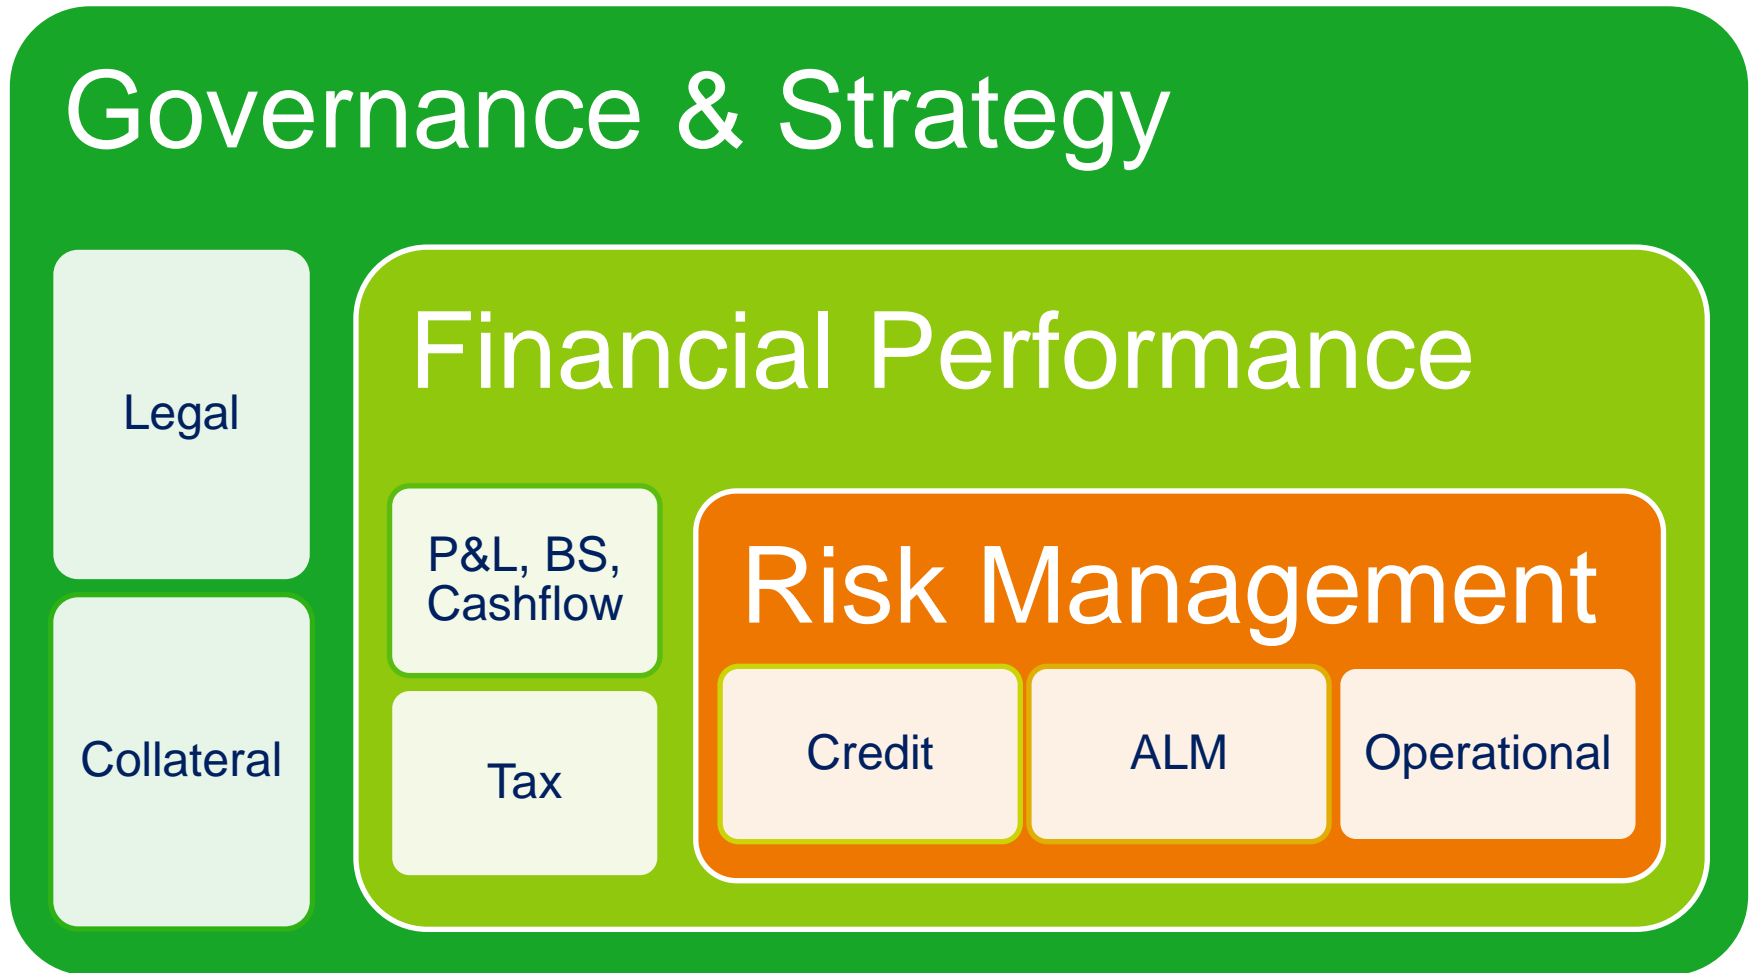 Governance & Strategy
Legal
Collateral
Financial Performance
P&L, BS,
Cashflow
Tax
Risk Management
Credit
ALM
Operational